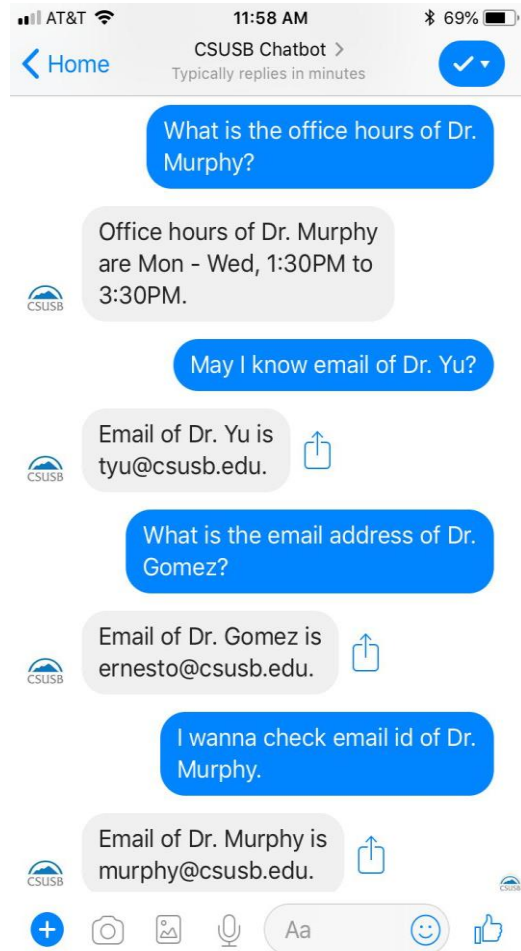 AT&T 11:58 AM 69%
Home CSUSB Chatbot >
Typically replies in minutes
What is the office hours of Dr.
Murphy?
Office hours of Dr. Murphy
are Mon - Wed, 1:30PM to
3:30PM.
CSUSB
May I know email of Dr. Yu?
Email of Dr. Yu is
tyu@csusb.edu.
CSUSB
What is the email address of Dr.
Gomez?
Email of Dr. Gomez is
ernesto@csusb.edu.
CSUSB
I wanna check email id of Dr.
Murphy.
Email of Dr. Murphy is
murphy@csusb.edu.
CSUSB
CSUSB
Aa